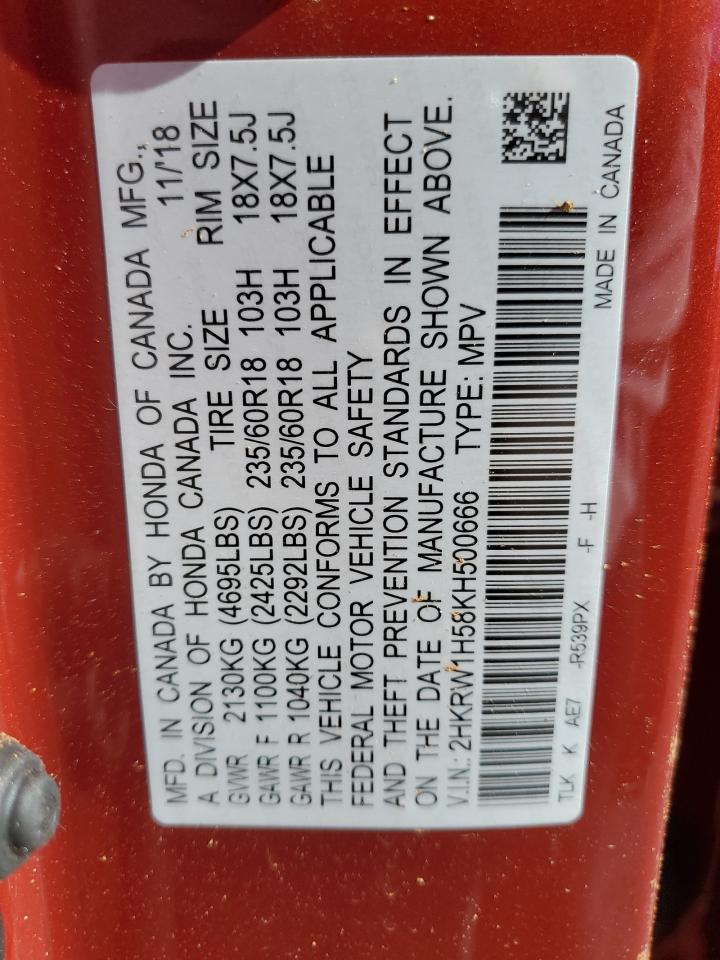 MFD. IN CANADA BY HONDA OF CANADA MFG.,
A DIVISION OF HONDA CANADA INC. 11/18
GVWR 2130KG (4695LBS) TIRE SIZE RIM SIZE
GAWR F 1100KG (2425LBS) 235/60R18 103H 18X7.5J
GAWR R 1040KG (2292LBS) 235/60R18 103H 18X7.5J
THIS VEHICLE CONFORMS TO ALL APPLICABLE
FEDERAL MOTOR VEHICLE SAFETY
AND THEFT PREVENTION STANDARDS IN EFFECT
ON THE DATE OF MANUFACTURE SHOWN ABOVE.
V.I.N.: 2HKRW1H58KH500666 TYPE: MPV
TLK K AE7 -R539PX -F -H MADE IN CANADA